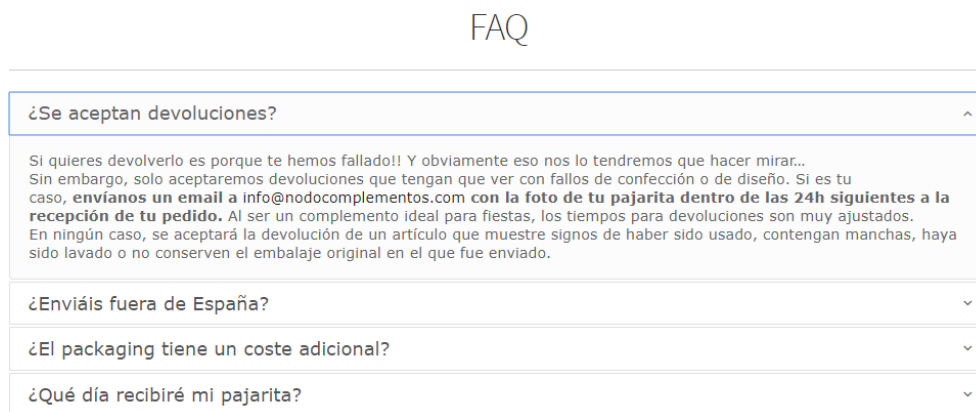 FAQ
¿Se aceptan devoluciones?
Si quieres devolverlo es porque te hemos fallado!! Y obviamente eso nos lo tendremos que hacer mirar...
Sin embargo, solo aceptaremos devoluciones que tengan que ver con fallos de confección o de diseño. Si es tu
caso, envíanos un email a info@nodocomplementos.com con la foto de tu pajarita dentro de las 24h siguientes a la
recepción de tu pedido. Al ser un complemento ideal para fiestas, los tiempos para devoluciones son muy ajustados.
En ningún caso, se aceptará la devolución de un artículo que muestre signos de haber sido usado, contengan manchas, haya
sido lavado o no conserven el embalaje original en el que fue enviado.
¿Enviáis fuera de España?
¿El packaging tiene un coste adicional?
¿Qué día recibiré mi pajarita?